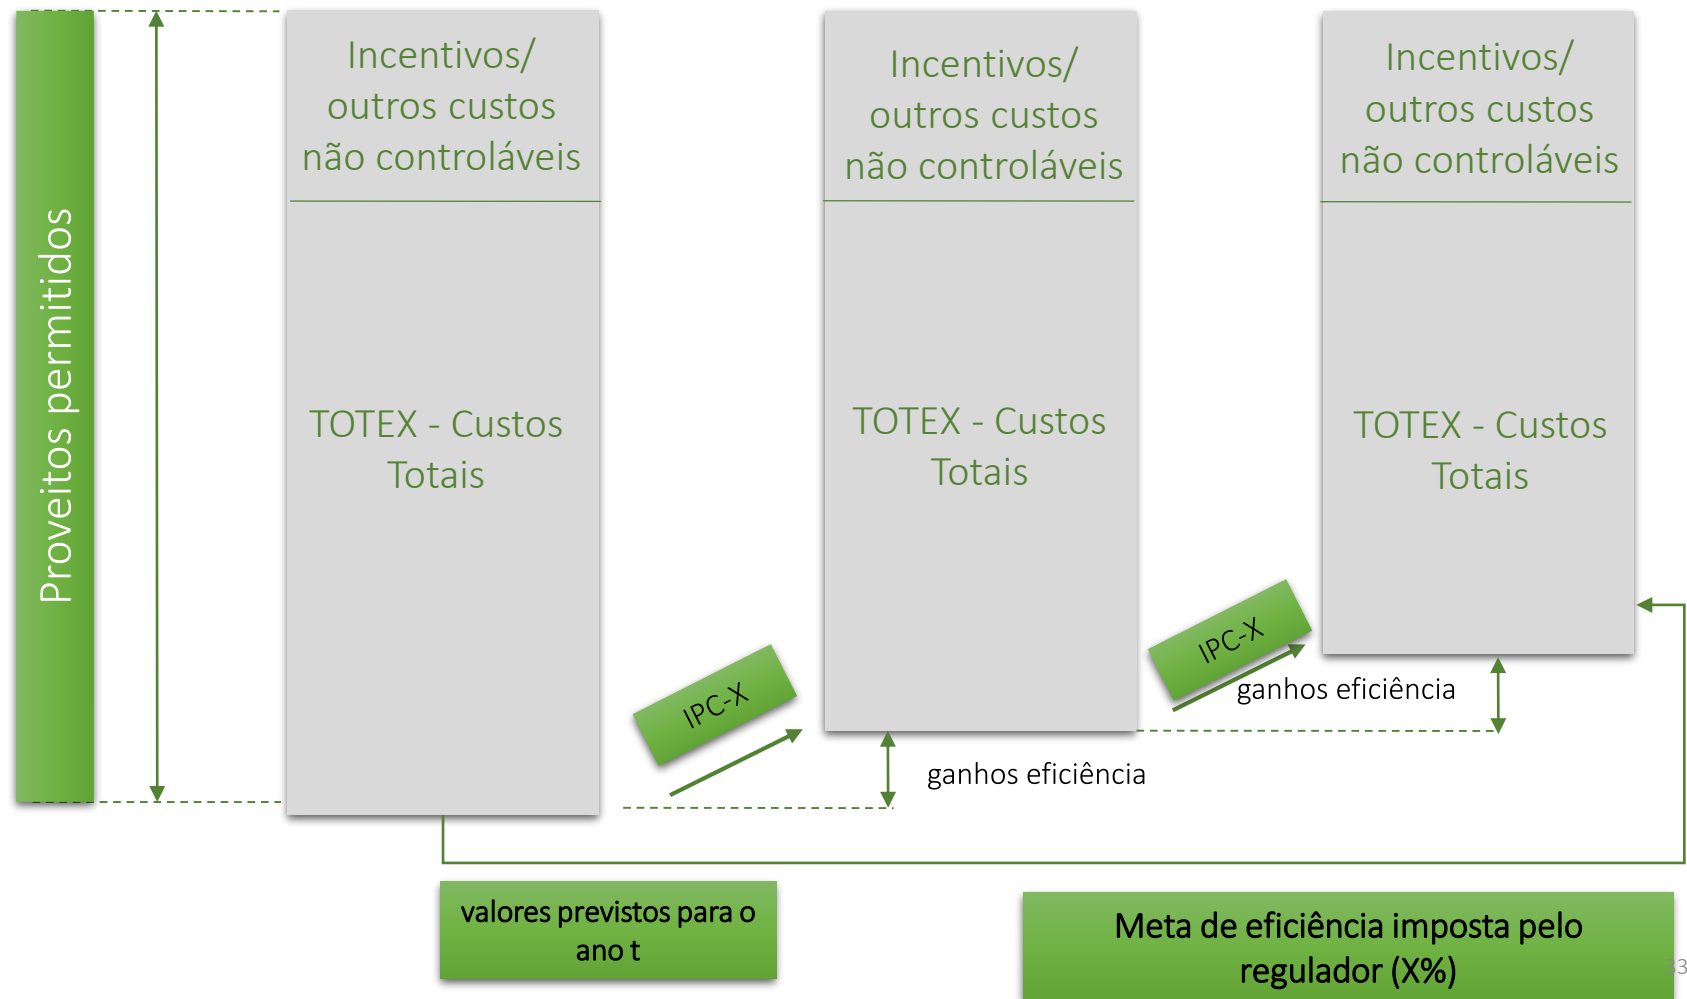 Proveitos permitidos
Incentivos/
outros custos
não controláveis
TOTEX - Custos
Totais
IPC-X
Incentivos/
outros custos
não controláveis
TOTEX - Custos
Totais
ganhos eficiência
IPC-X
ganhos eficiência
Incentivos/
outros custos
não controláveis
TOTEX - Custos
Totais
valores previstos para o
ano t
Meta de eficiência imposta pelo
regulador (X%)
33